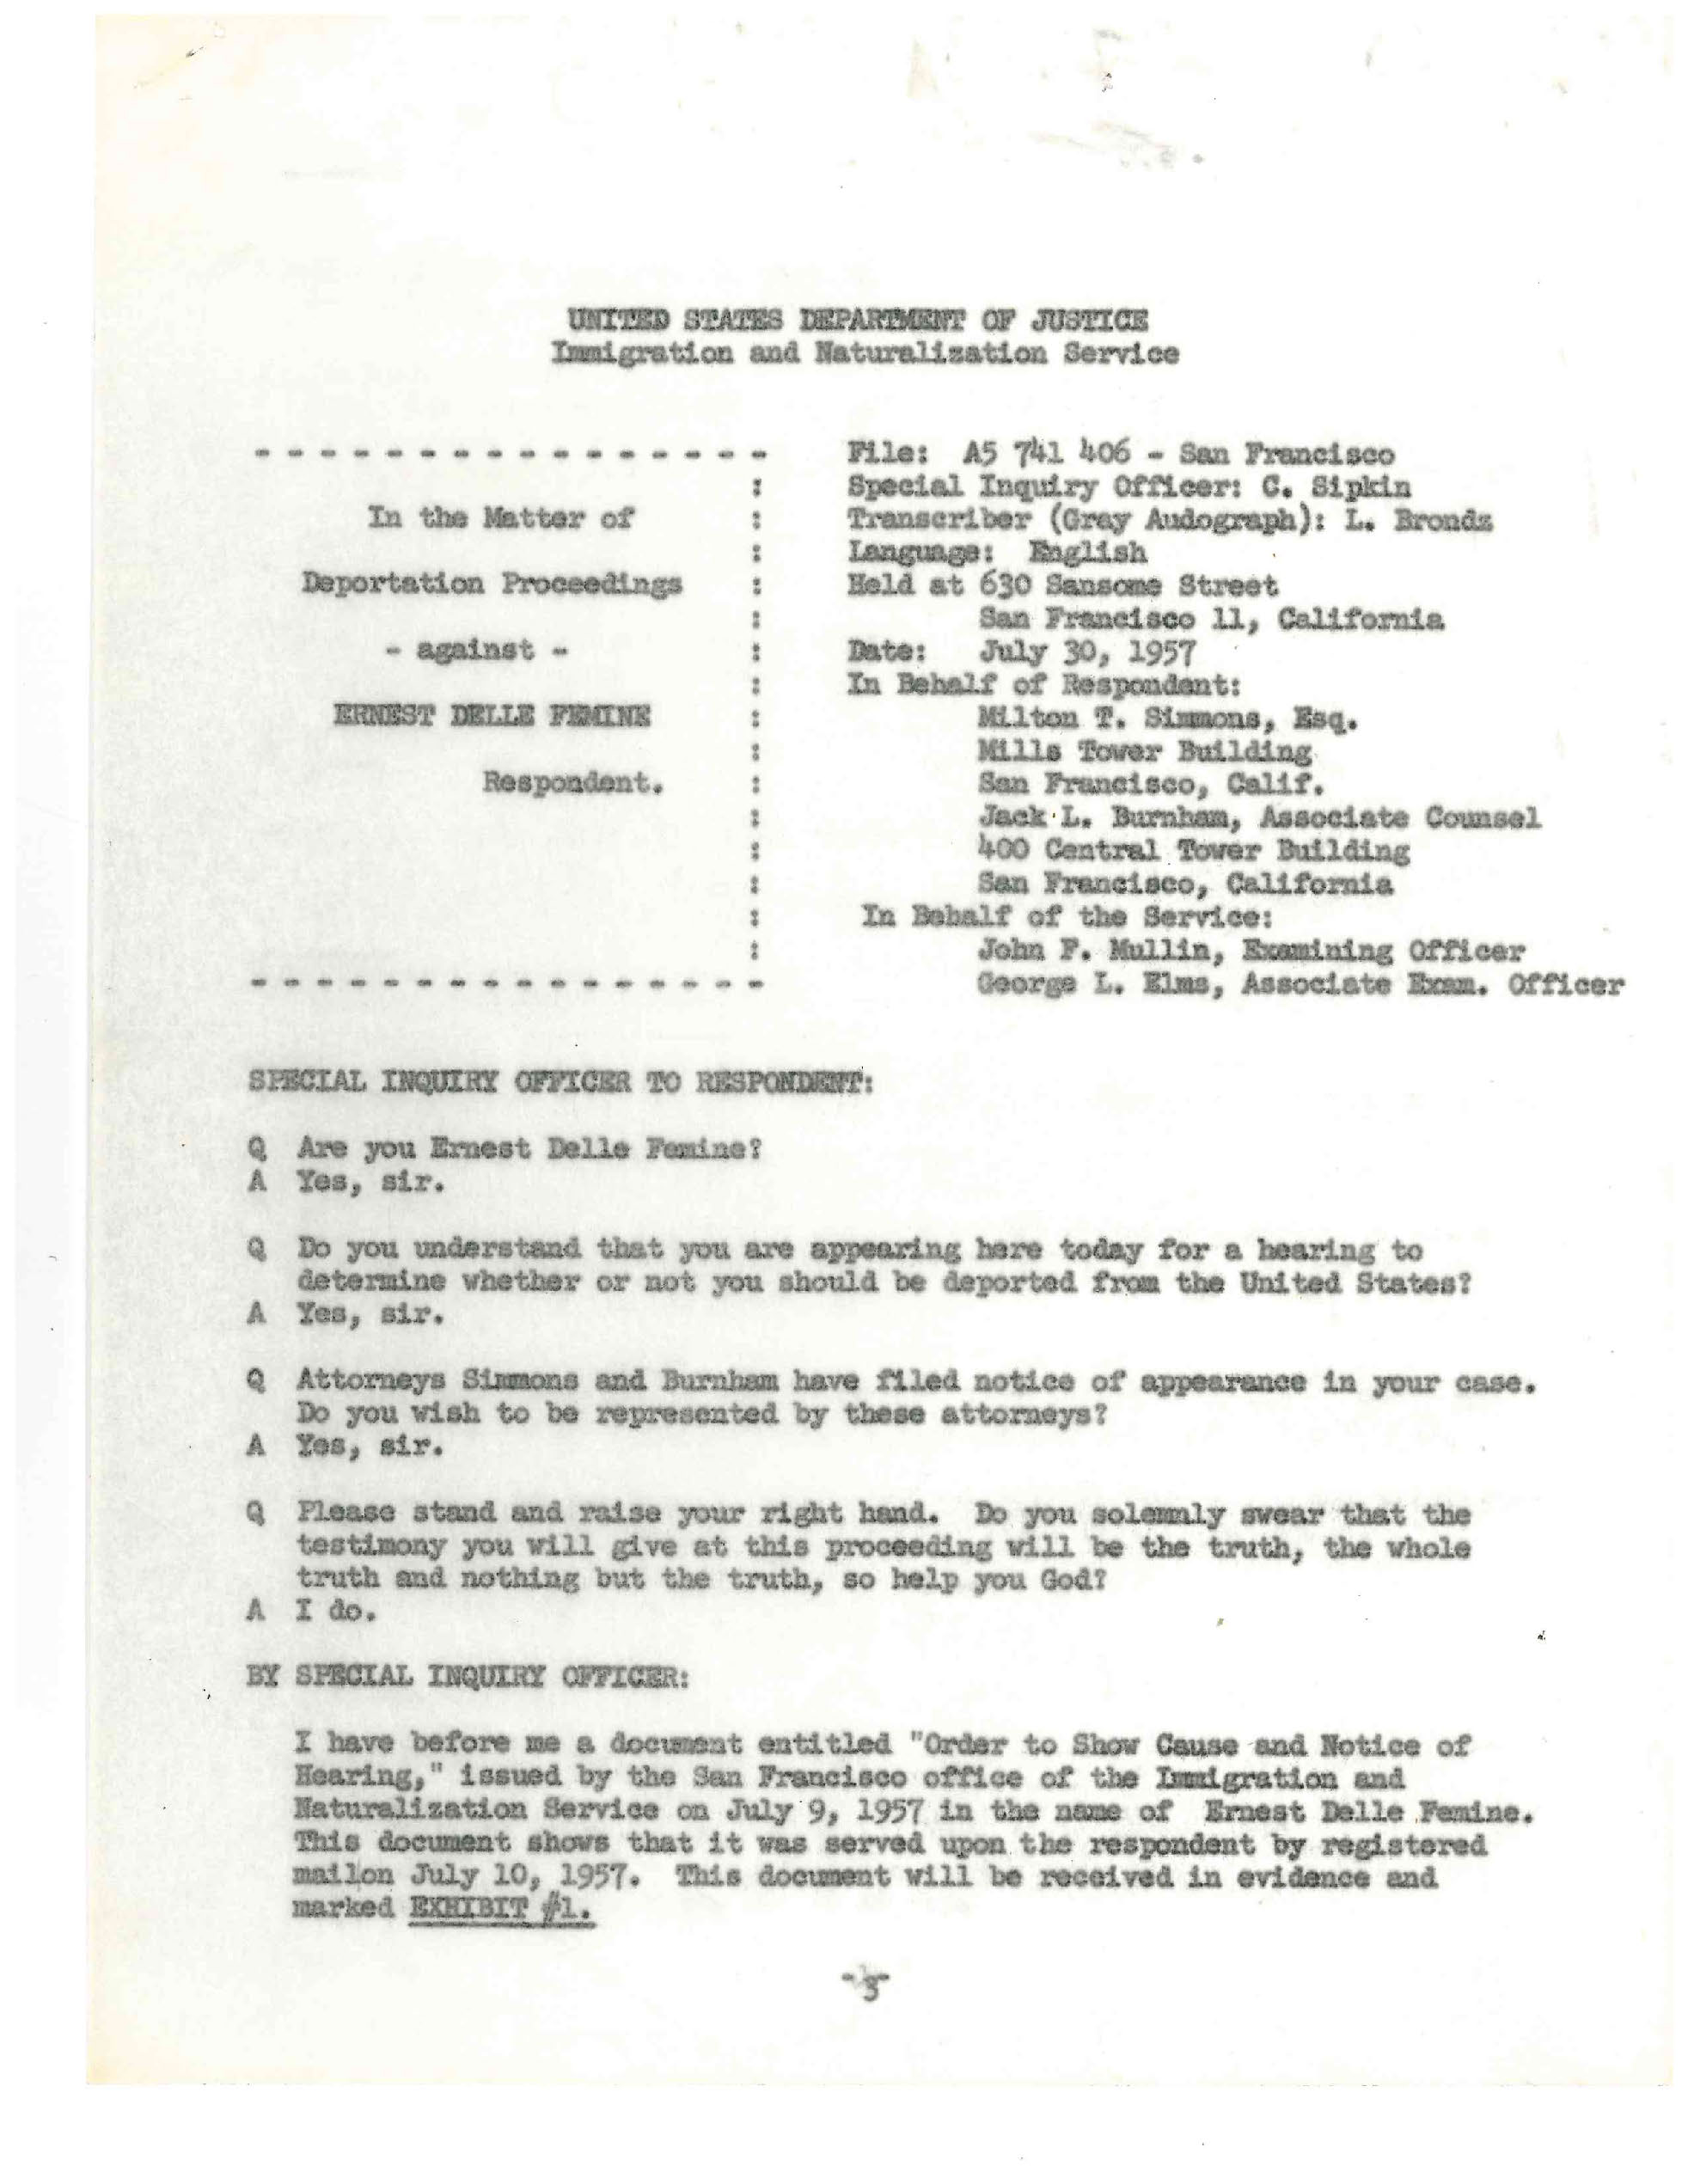 UNITED STATES DEPARTMENT OF JUSTICE
Immigration and Naturalization Service
- - - - - - - - - - - - - - - -
In the Matter of
Deportation Proceedings
- against -
ERNEST DELLE FEMINE
Respondent.
- - - - - - - - - - - - - - - -
File: A5 741 406 - San Francisco
Special Inquiry Officer: C. Sipkin
Transcriber (Gray Audograph): L. Brondz
Language: English
Held at 630 Sansome Street
San Francisco 11, California
Date: July 30, 1957
In Behalf of Respondent:
Milton T. Simmons, Esq.
Mills Tower Building
San Francisco, Calif.
Jack L. Burnham, Associate Counsel
400 Central Tower Building
San Francisco, California
In Behalf of the Service:
John F. Mullin, Examining Officer
George L. Elms, Associate Exam. Officer
SPECIAL INQUIRY OFFICER TO RESPONDENT:
Q Are you Ernest Delle Femine?
A Yes, sir.
Q Do you understand that you are appearing here today for a hearing to
determine whether or not you should be deported from the United States?
A Yes, sir.
Q Attorneys Simmons and Burnham have filed notice of appearance in your case.
Do you wish to be represented by these attorneys?
A Yes, sir.
Q Please stand and raise your right hand. Do you solemnly swear that the
testimony you will give at this proceeding will be the truth, the whole
truth and nothing but the truth, so help you God?
A I do.
BY SPECIAL INQUIRY OFFICER:
I have before me a document entitled "Order to Show Cause and Notice of
Hearing," issued by the San Francisco office of the Immigration and
Naturalization Service on July 9, 1957 in the name of Ernest Delle Femine.
This document shows that it was served upon the respondent by registered
mailon July 10, 1957. This document will be received in evidence and
marked EXHIBIT #1.